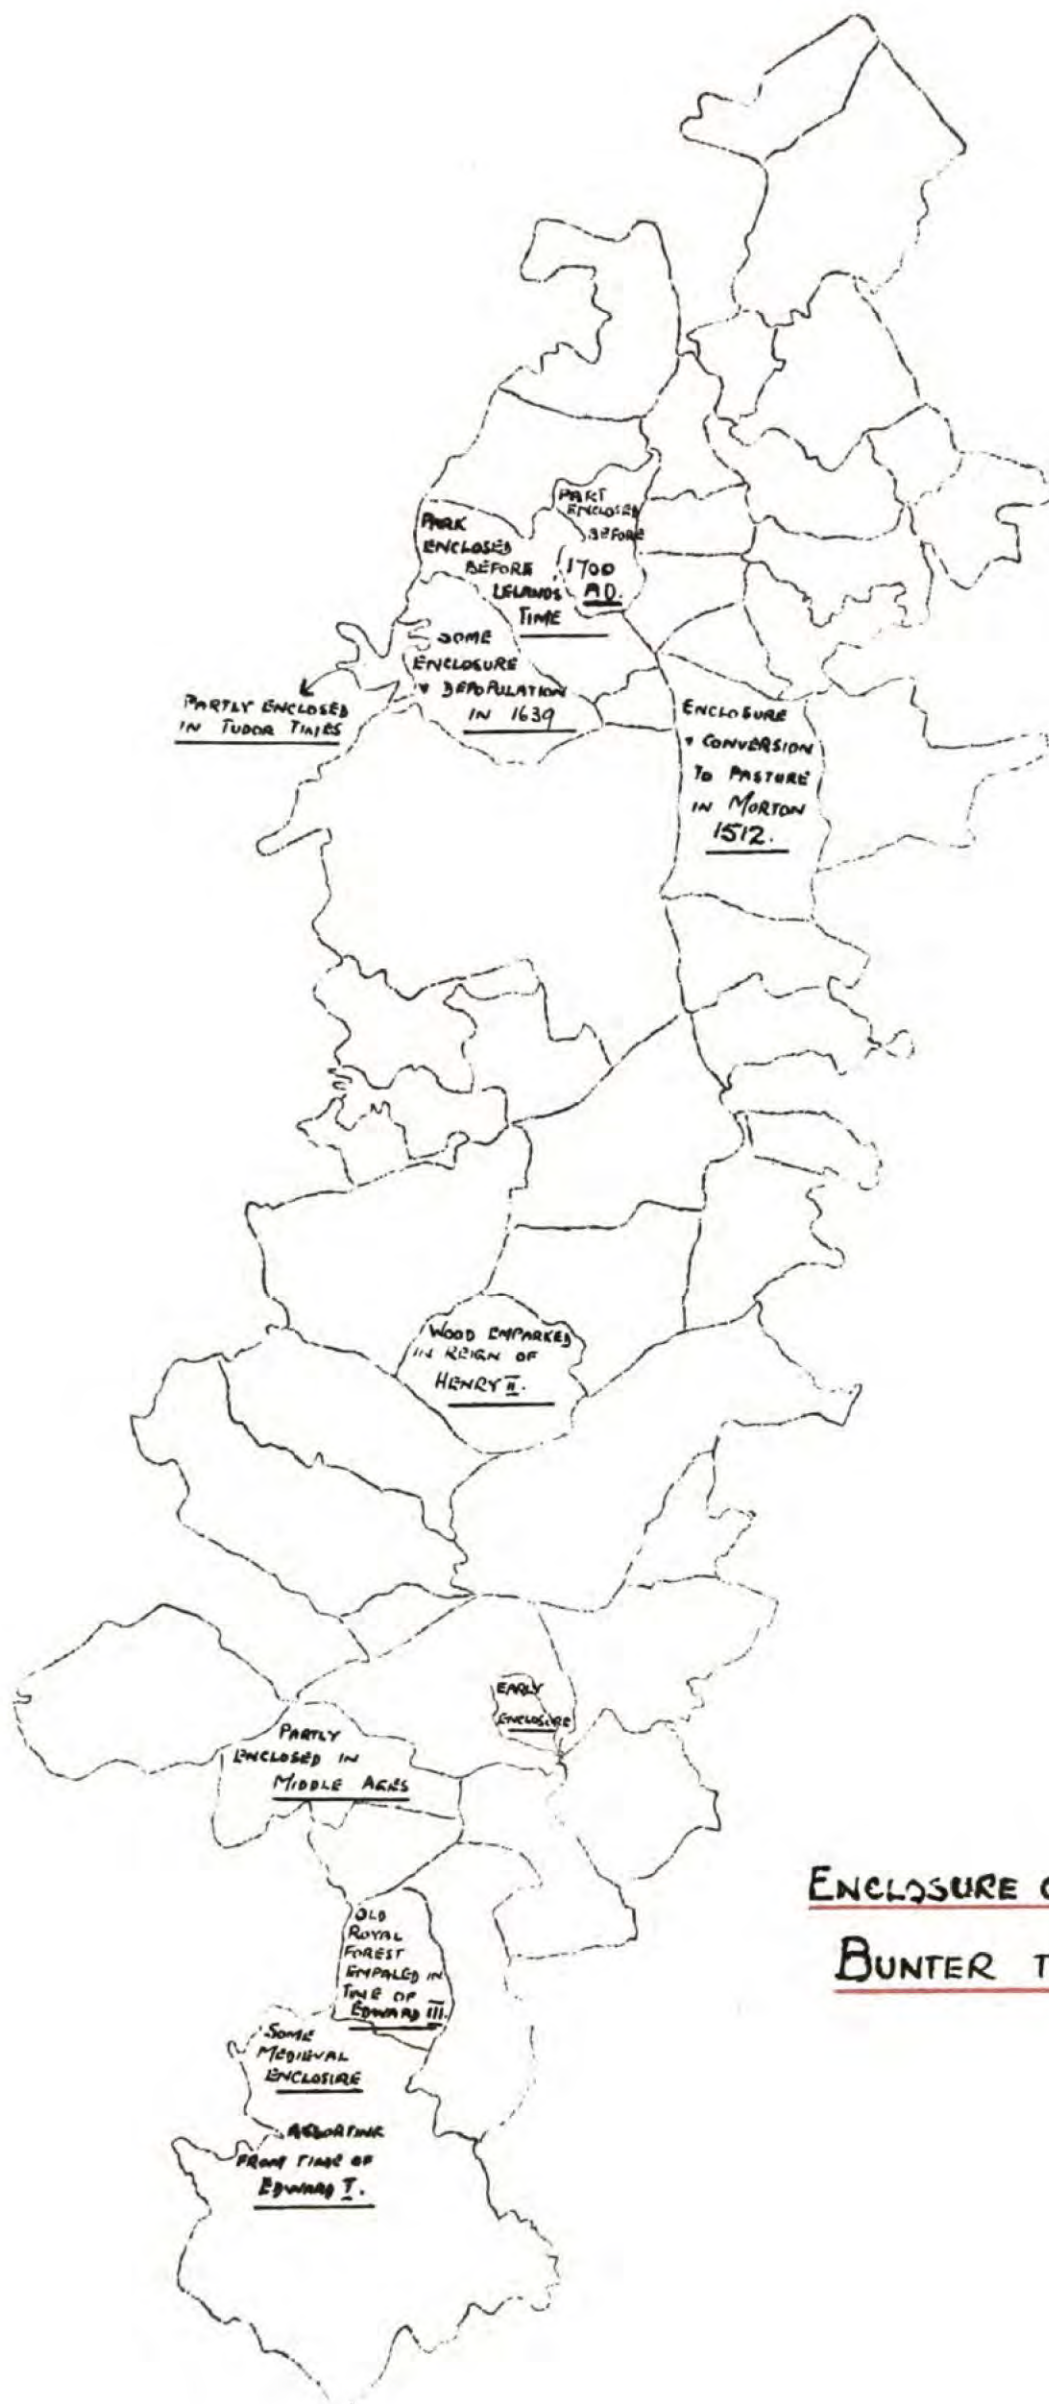 PART
ENCLOSED
BEFORE
1700
AD.
PARK
ENCLOSED
BEFORE
LELANDS
TIME
SOME
ENCLOSURE
+ DEPOPULATION
IN 1639
PARTLY ENCLOSED
IN TUDOR TIMES
ENCLOSURE
+ CONVERSION
TO PASTURE
IN MORTON
1512.
WOOD EMPARKED
IN REIGN OF
HENRY II.
EARLY
ENCLOSURE
PARTLY
ENCLOSED IN
MIDDLE AGES
OLD
ROYAL
FOREST
EMPALED IN
TIME OF
EDWARD III.
SOME
MEDIEVAL
ENCLOSURE
ASSARTING
FROM TIME OF
EDWARD I.
ENCLOSURE
BUNTER